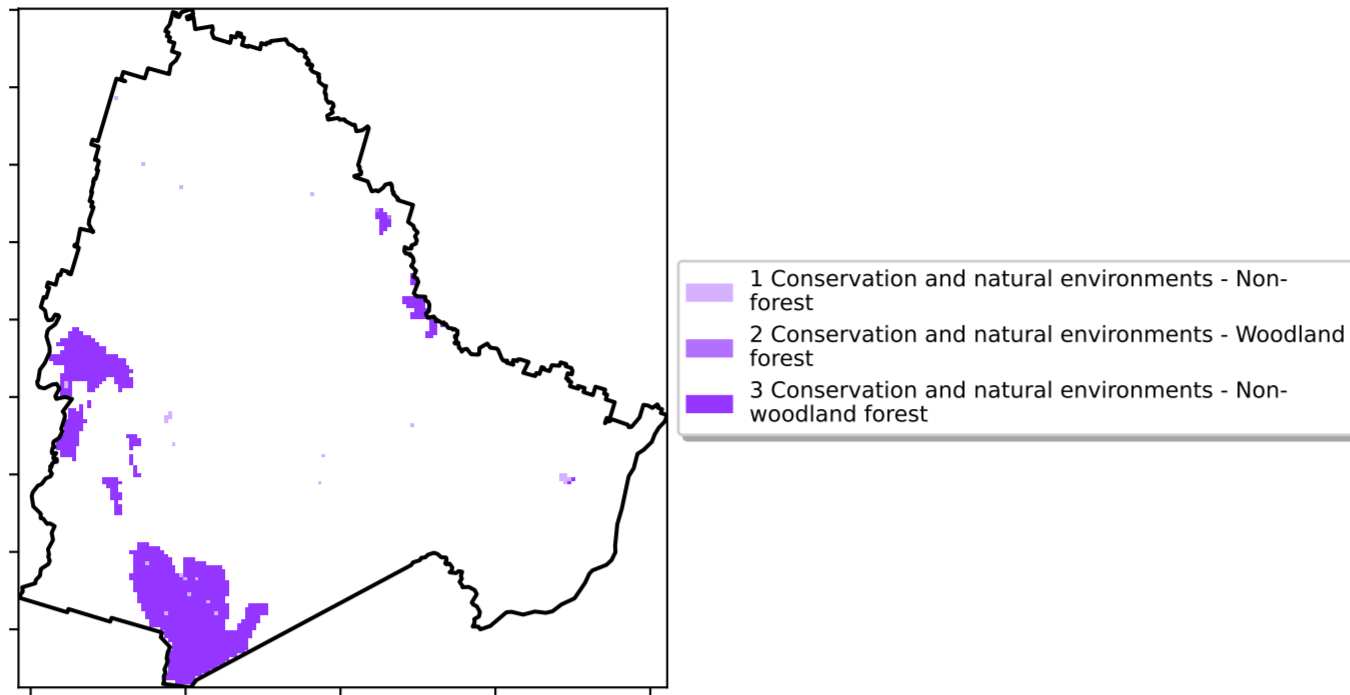 1 Conservation and natural environments - Non-
forest
2 Conservation and natural environments - Woodland
forest
3 Conservation and natural environments - Non-
woodland forest